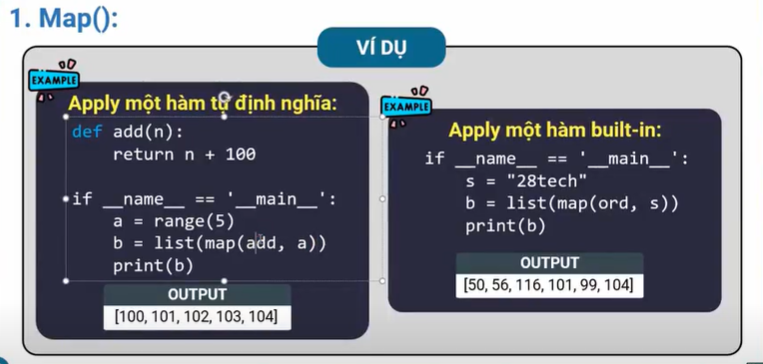 1. Map():
VÍ DỤ
EXAMPLE
Apply một hàm tự định nghĩa:
def add(n):
    return n + 100
if __name__ == '__main__':
    a = range(5)
    b = list(map(add, a))
    print(b)
OUTPUT
[100, 101, 102, 103, 104]
EXAMPLE
Apply một hàm built-in:
if __name__ == '__main__':
    s = "28tech"
    b = list(map(ord, s))
    print(b)
OUTPUT
[50, 56, 116, 101, 99, 104]